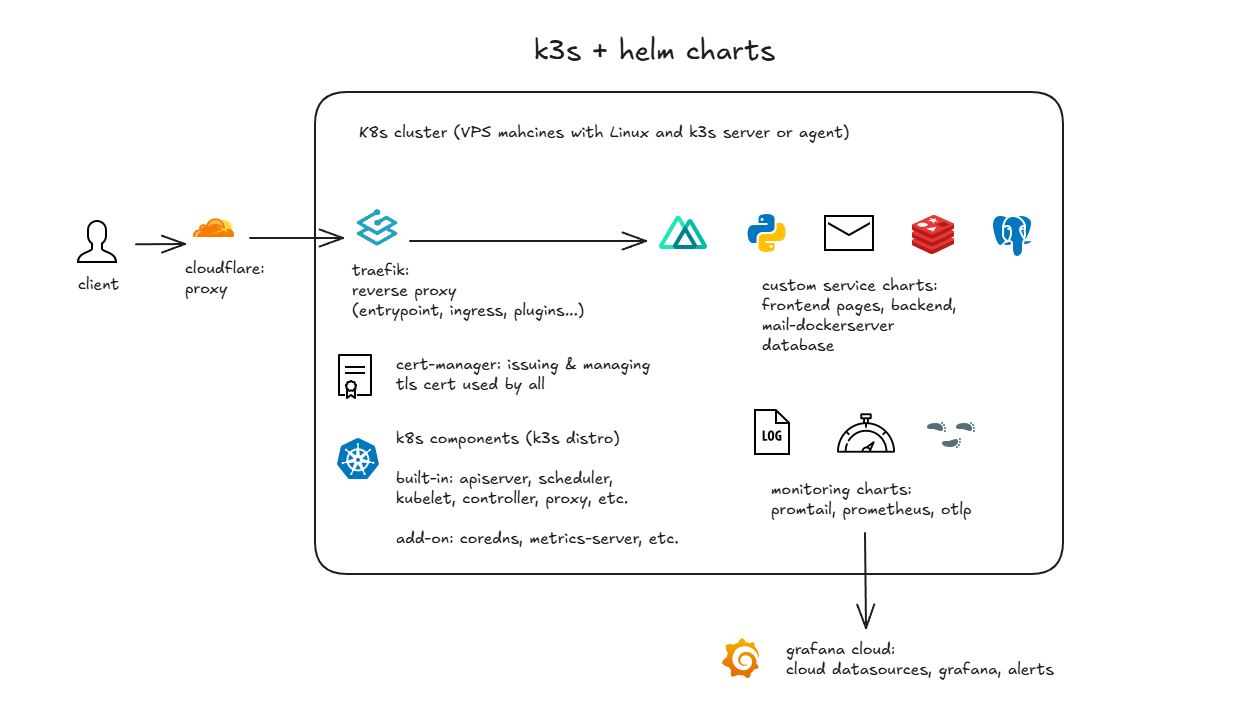 k3s + helm charts
K8s cluster (VPS mahcines with Linux and k3s server or agent)
client
cloudflare:
proxy
traefik:
reverse proxy
(entrypoint, ingress, plugins...)
custom service charts:
frontend pages, backend,
mail-dockerserver
database
cert-manager: issuing & managing
tls cert used by all
k8s components (k3s distro)
built-in: apiserver, scheduler,
kubelet, controller, proxy, etc.
add-on: coredns, metrics-server, etc.
LOG
monitoring charts:
promtail, prometheus, otlp
grafana cloud:
cloud datasources, grafana, alerts